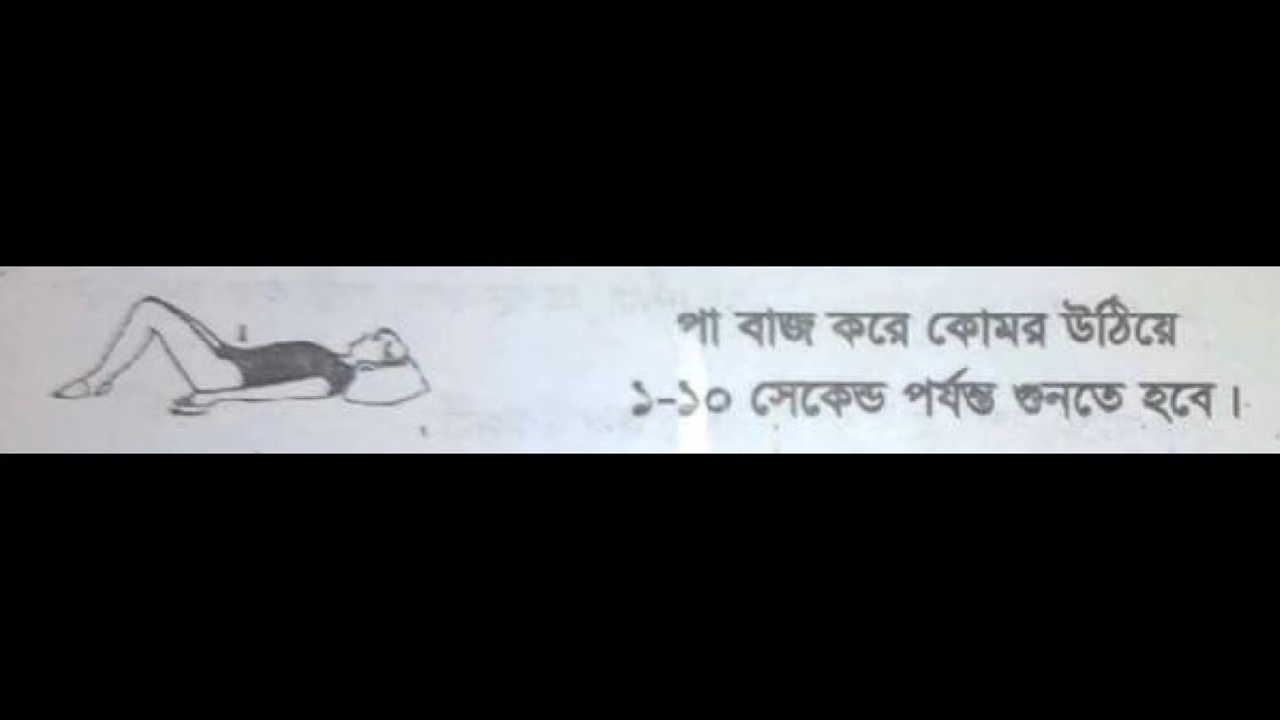 পা বাজ করে কোমর উঠিয়ে
১-১০ সেকেন্ড পর্যন্ত গুনতে হবে।